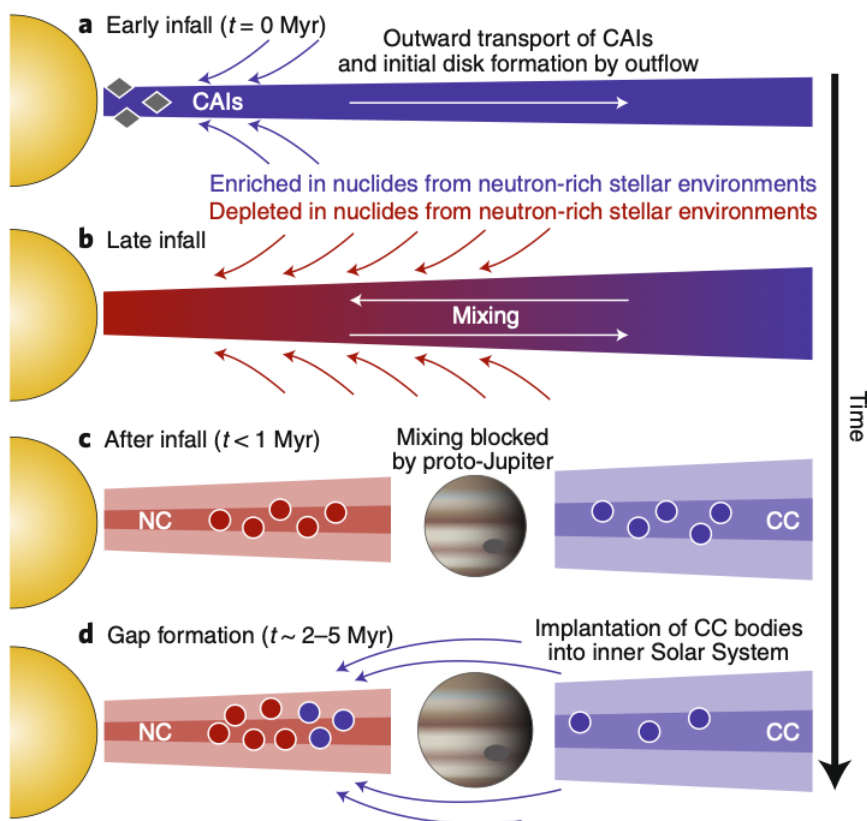 a Early infall (t = 0 Myr)
Outward transport of CAIs
and initial disk formation by outflow
CAIs
Enriched in nuclides from neutron-rich stellar environments
Depleted in nuclides from neutron-rich stellar environments
b Late infall
Mixing
Time
c After infall (t < 1 Myr)
Mixing blocked
by proto-Jupiter
NC
CC
d Gap formation (t ~ 2–5 Myr)
Implantation of CC bodies
into inner Solar System
NC
CC